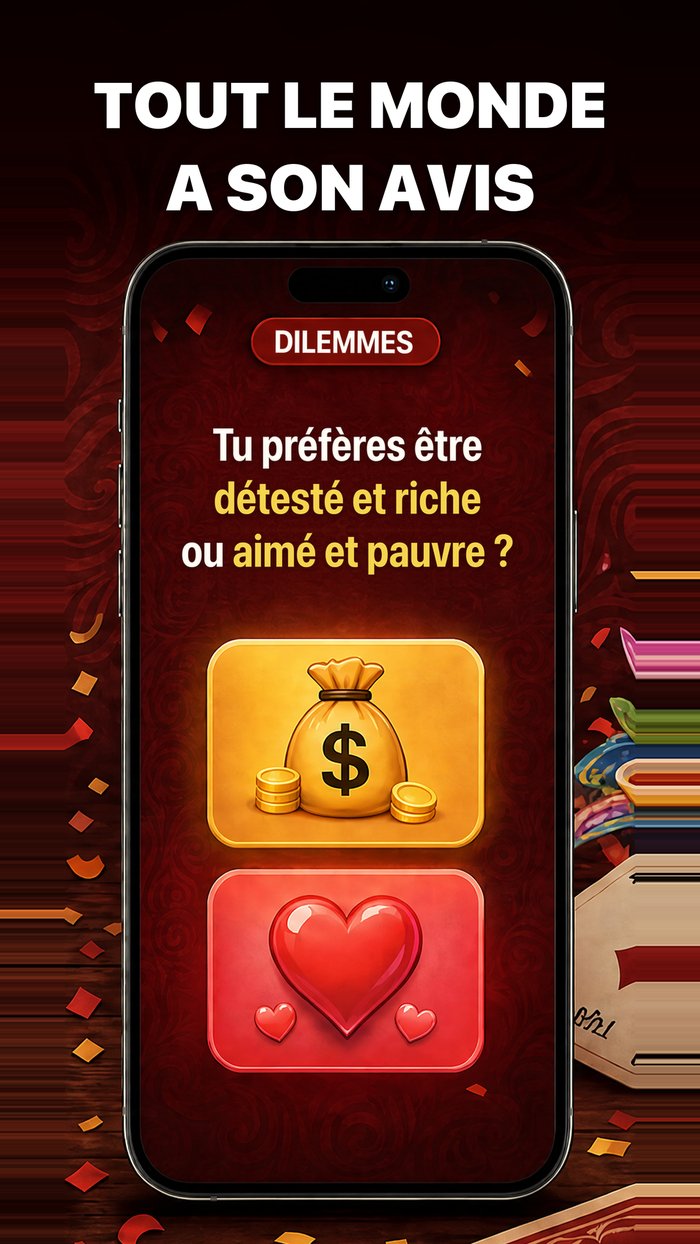 TOUT LE MONDE
A SON AVIS
DILEMMES
Tu préfères être
détesté et riche
ou aimé et pauvre ?
$